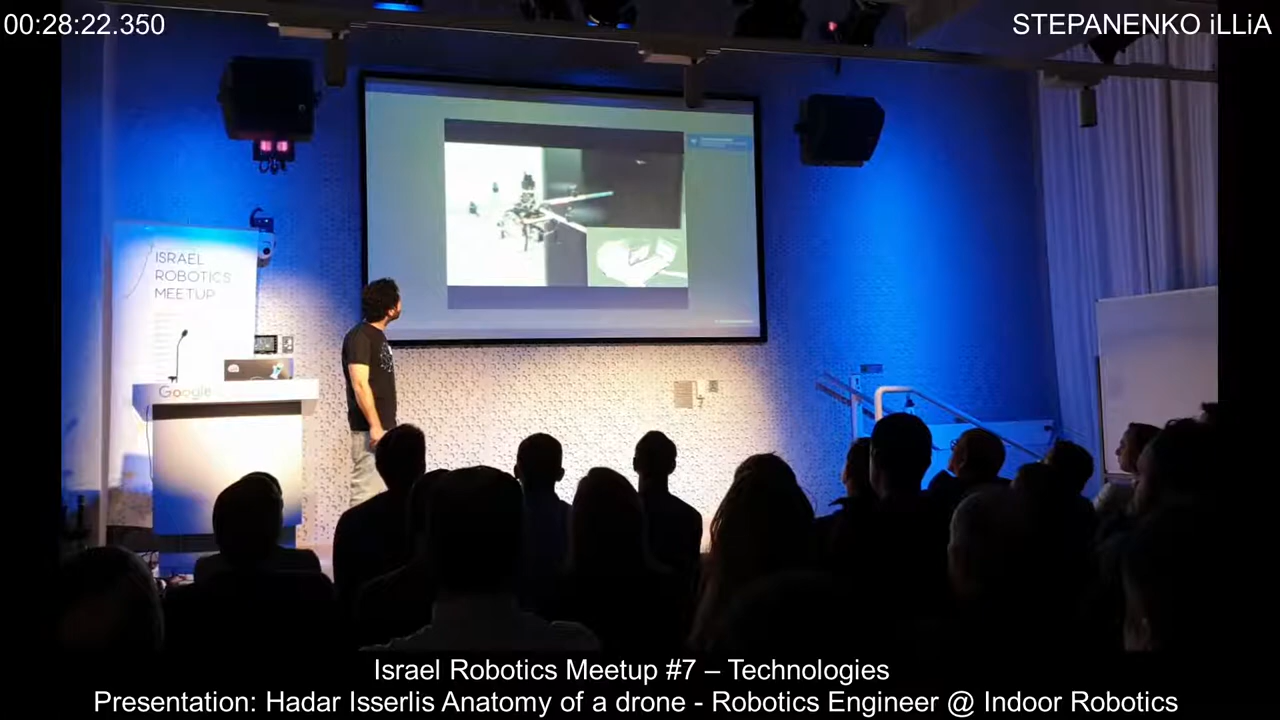 00:28:22.350
STEPANENKO iLLiA
ISRAEL
ROBOTICS
MEETUP
Google
Israel Robotics Meetup #7 – Technologies
Presentation: Hadar Isserlis Anatomy of a drone - Robotics Engineer @ Indoor Robotics